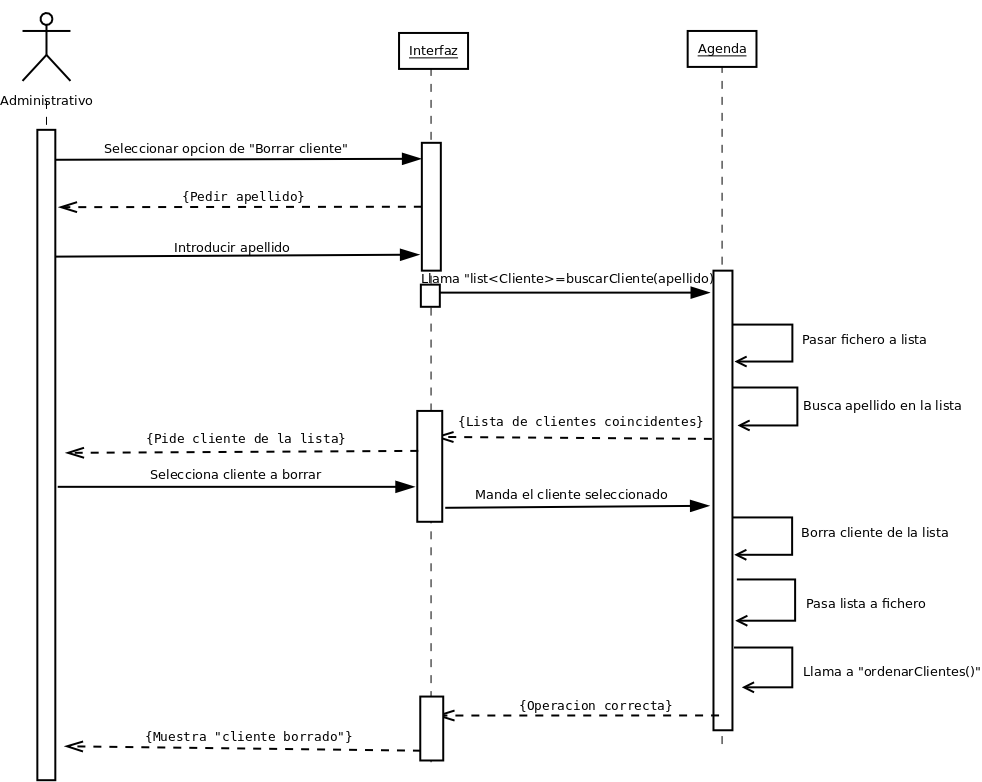 Interfaz
Agenda
Administrativo
Seleccionar opcion de "Borrar cliente"
{Pedir apellido}
Introducir apellido
Llama "list<Cliente>=buscarCliente(apellido)
Pasar fichero a lista
Busca apellido en la lista
{Lista de clientes coincidentes}
{Pide cliente de la lista}
Selecciona cliente a borrar
Manda el cliente seleccionado
Borra cliente de la lista
Pasa lista a fichero
Llama a "ordenarClientes()"
{Operacion correcta}
{Muestra "cliente borrado"}